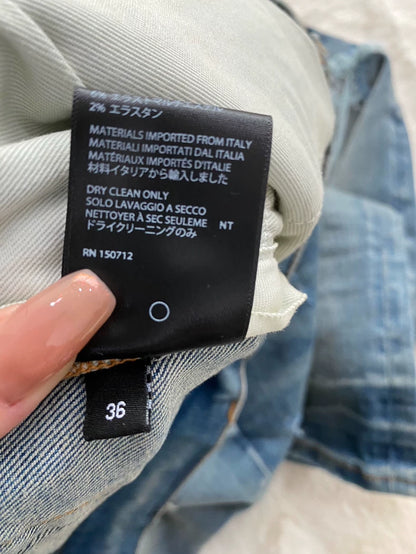 2% エラスタン
MATERIALS IMPORTED FROM ITALY
MATERIALI IMPORTATI DAL ITALIA
MATÉRIAUX IMPORTÉS D'ITALIE
材料イタリアから輸入しました
DRY CLEAN ONLY
SOLO LAVAGGIO A SECCO
NETTOYER À SEC SEULEME NT
ドライクリーニングのみ
RN 150712
36